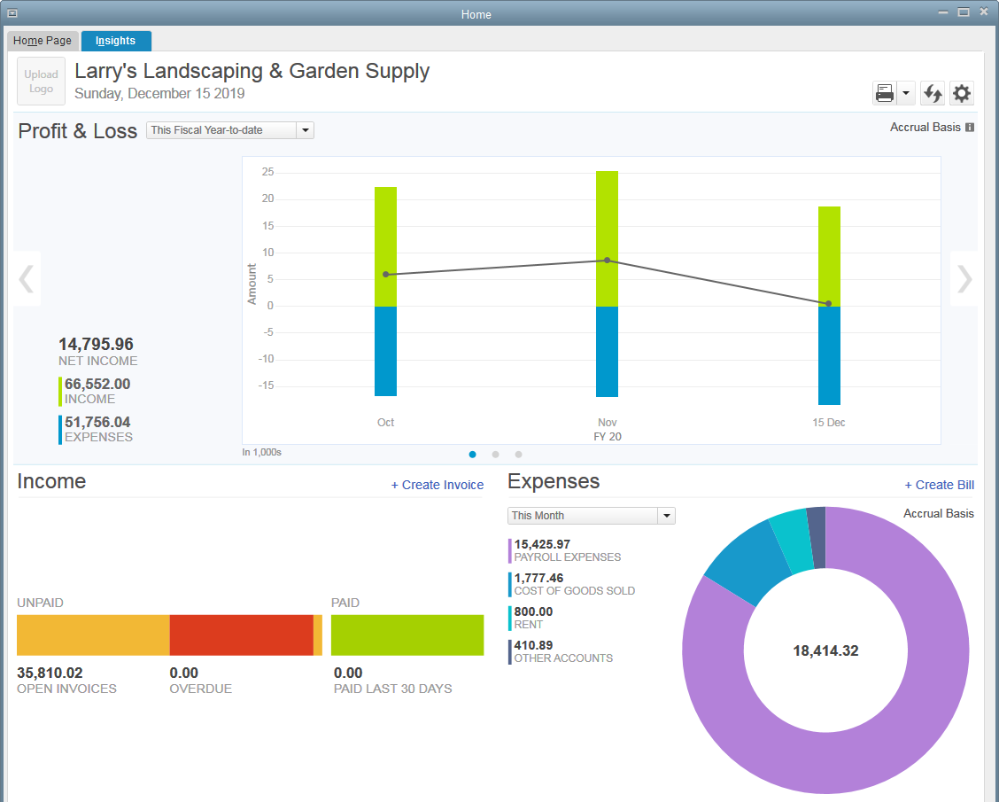 Home
Home Page
Insights
Upload
Logo
Larry's Landscaping & Garden Supply
Sunday, December 15 2019
Profit & Loss
This Fiscal Year-to-date
Accrual Basis i
25
20
15
10
5
0
-5
-10
-15
Amount
Oct
Nov
15 Dec
FY 20
In 1,000s
14,795.96
NET INCOME
66,552.00
INCOME
51,756.04
EXPENSES
Income
+ Create Invoice
UNPAID
PAID
35,810.02
OPEN INVOICES
0.00
OVERDUE
0.00
PAID LAST 30 DAYS
Expenses
+ Create Bill
This Month
Accrual Basis
15,425.97
PAYROLL EXPENSES
1,777.46
COST OF GOODS SOLD
800.00
RENT
410.89
OTHER ACCOUNTS
18,414.32